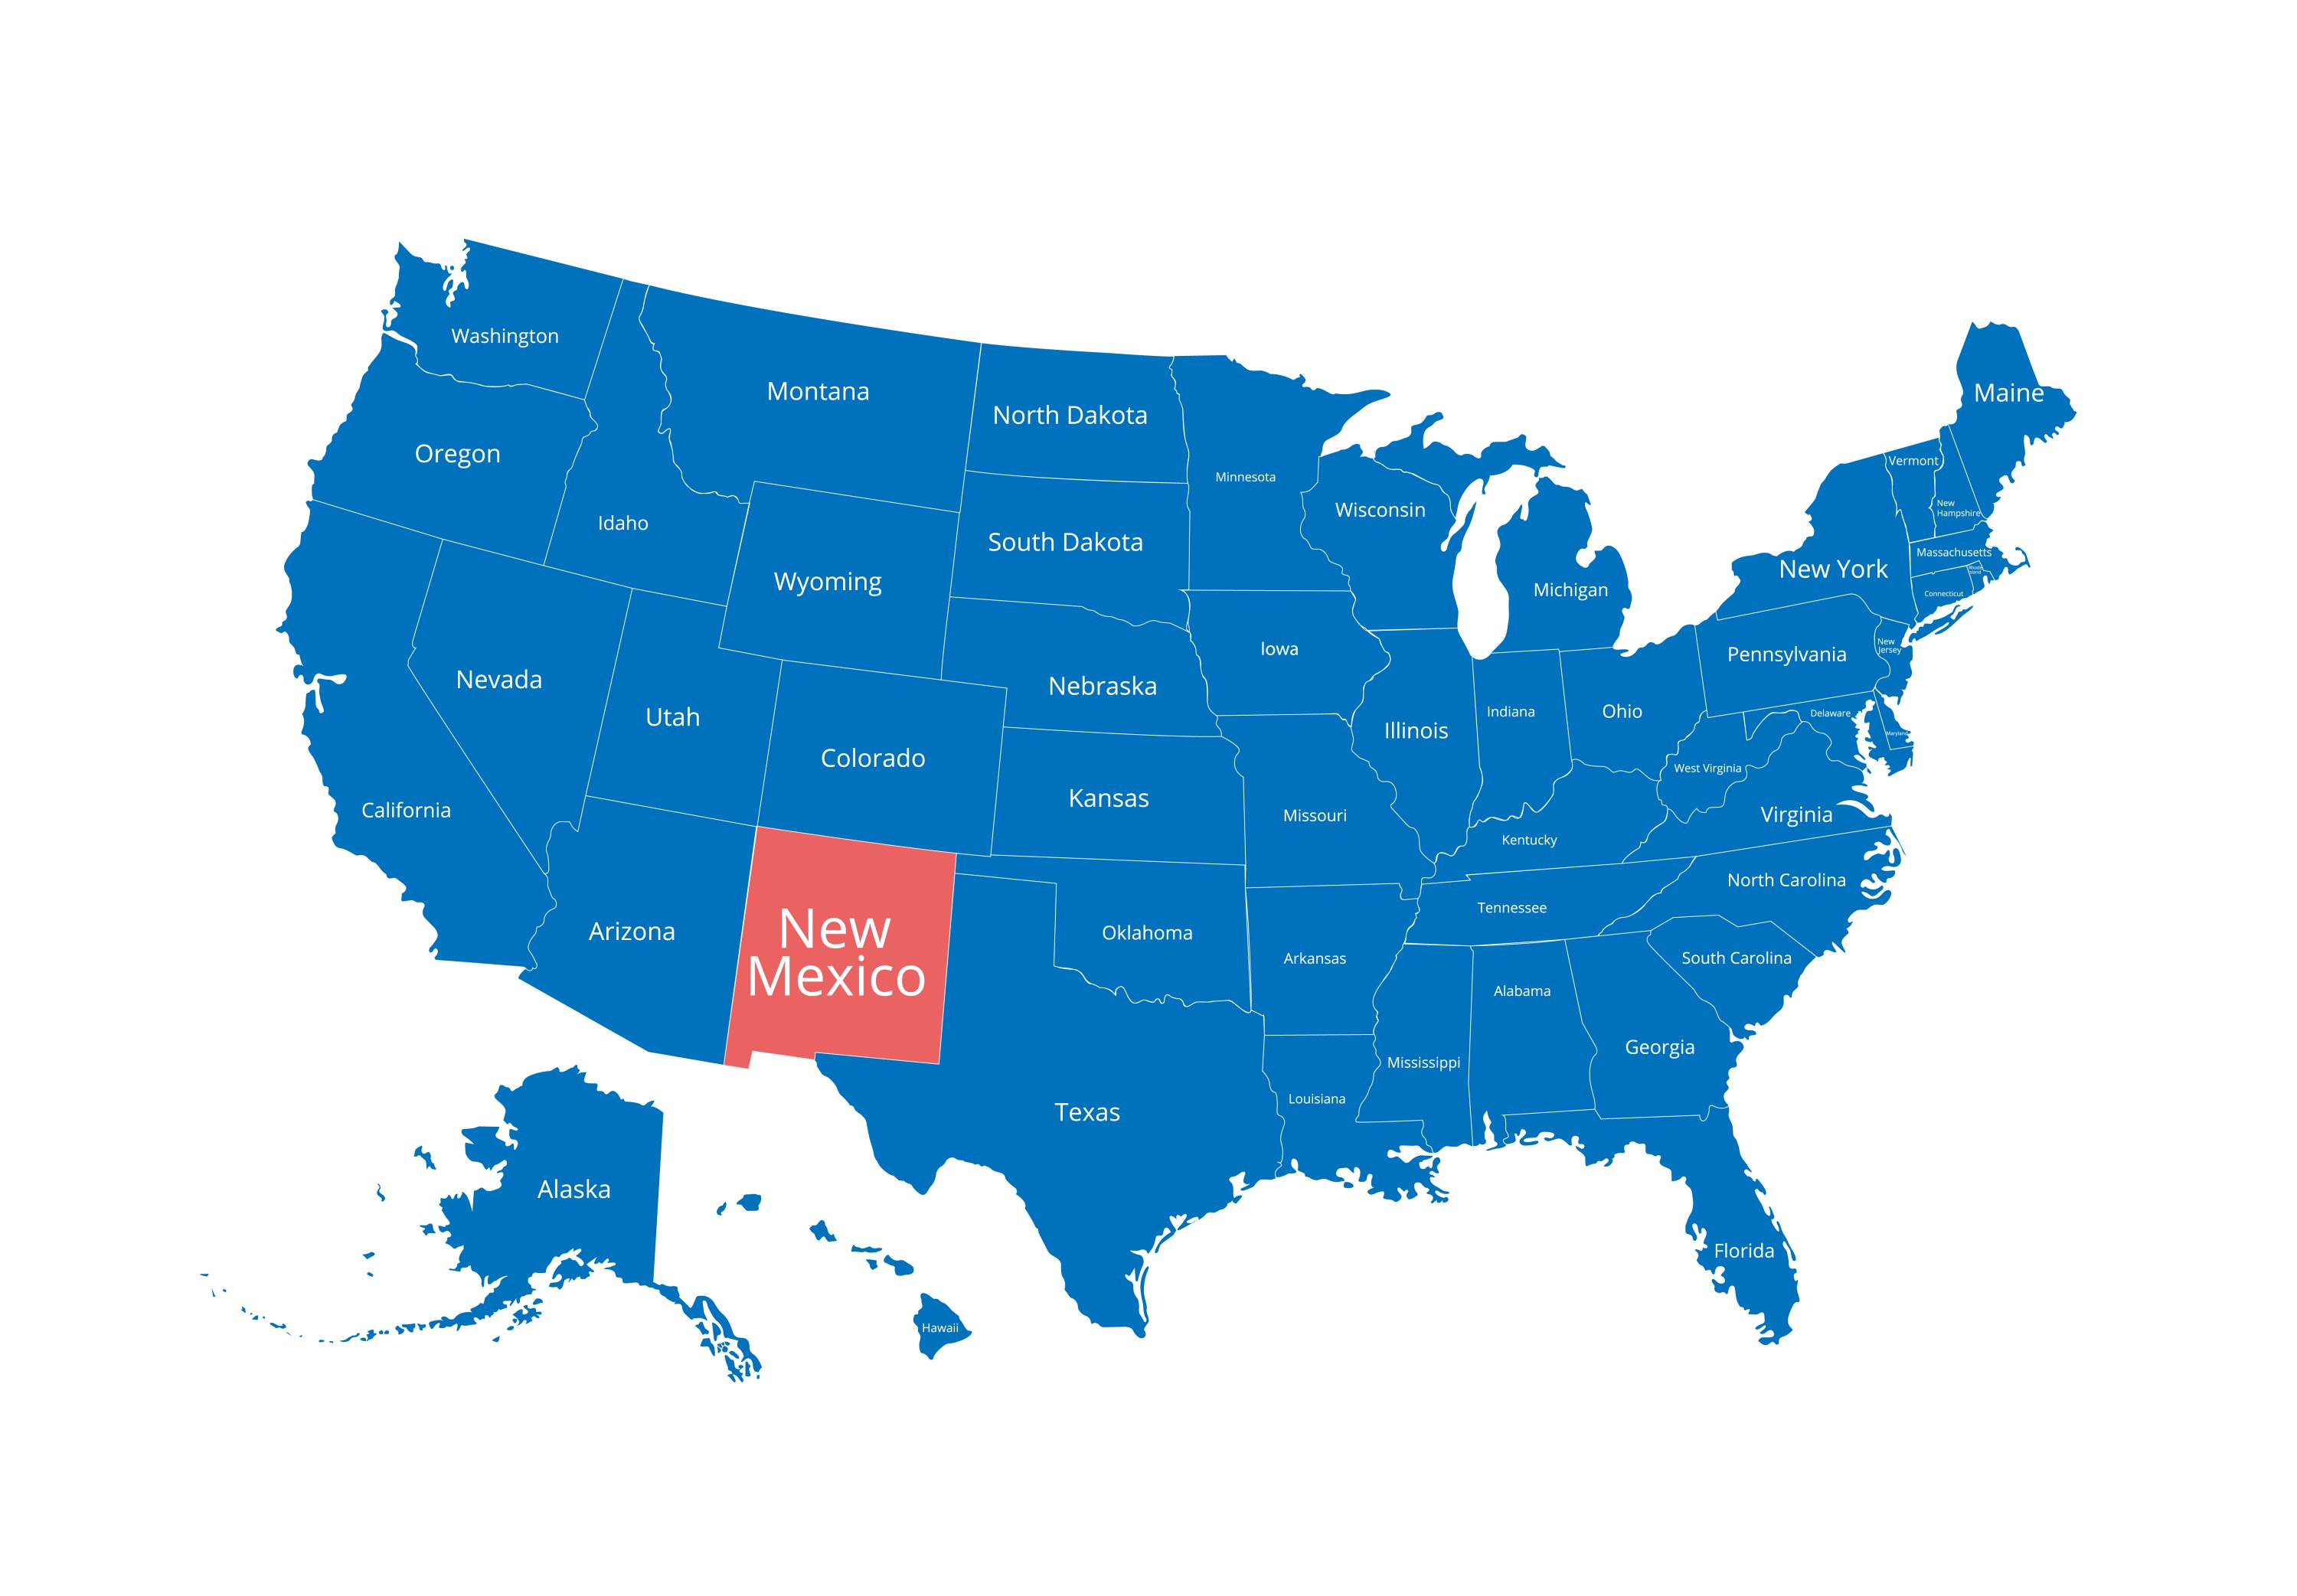 Washington
Montana
Maine
North Dakota
Oregon
Vermont
Minnesota
New
Hampshire
Wisconsin
Idaho
South Dakota
Massachusetts
New York
Rhode
Island
Wyoming
Michigan
Connecticut
New
Jersey
Iowa
Pennsylvania
Nevada
Nebraska
Utah
Indiana
Ohio
Delaware
Illinois
Maryland
Colorado
West Virginia
Kansas
California
Missouri
Virginia
Kentucky
North Carolina
Tennessee
New
Mexico
Arizona
Oklahoma
Arkansas
South Carolina
Alabama
Georgia
Mississippi
Louisiana
Texas
Alaska
Florida
Hawaii